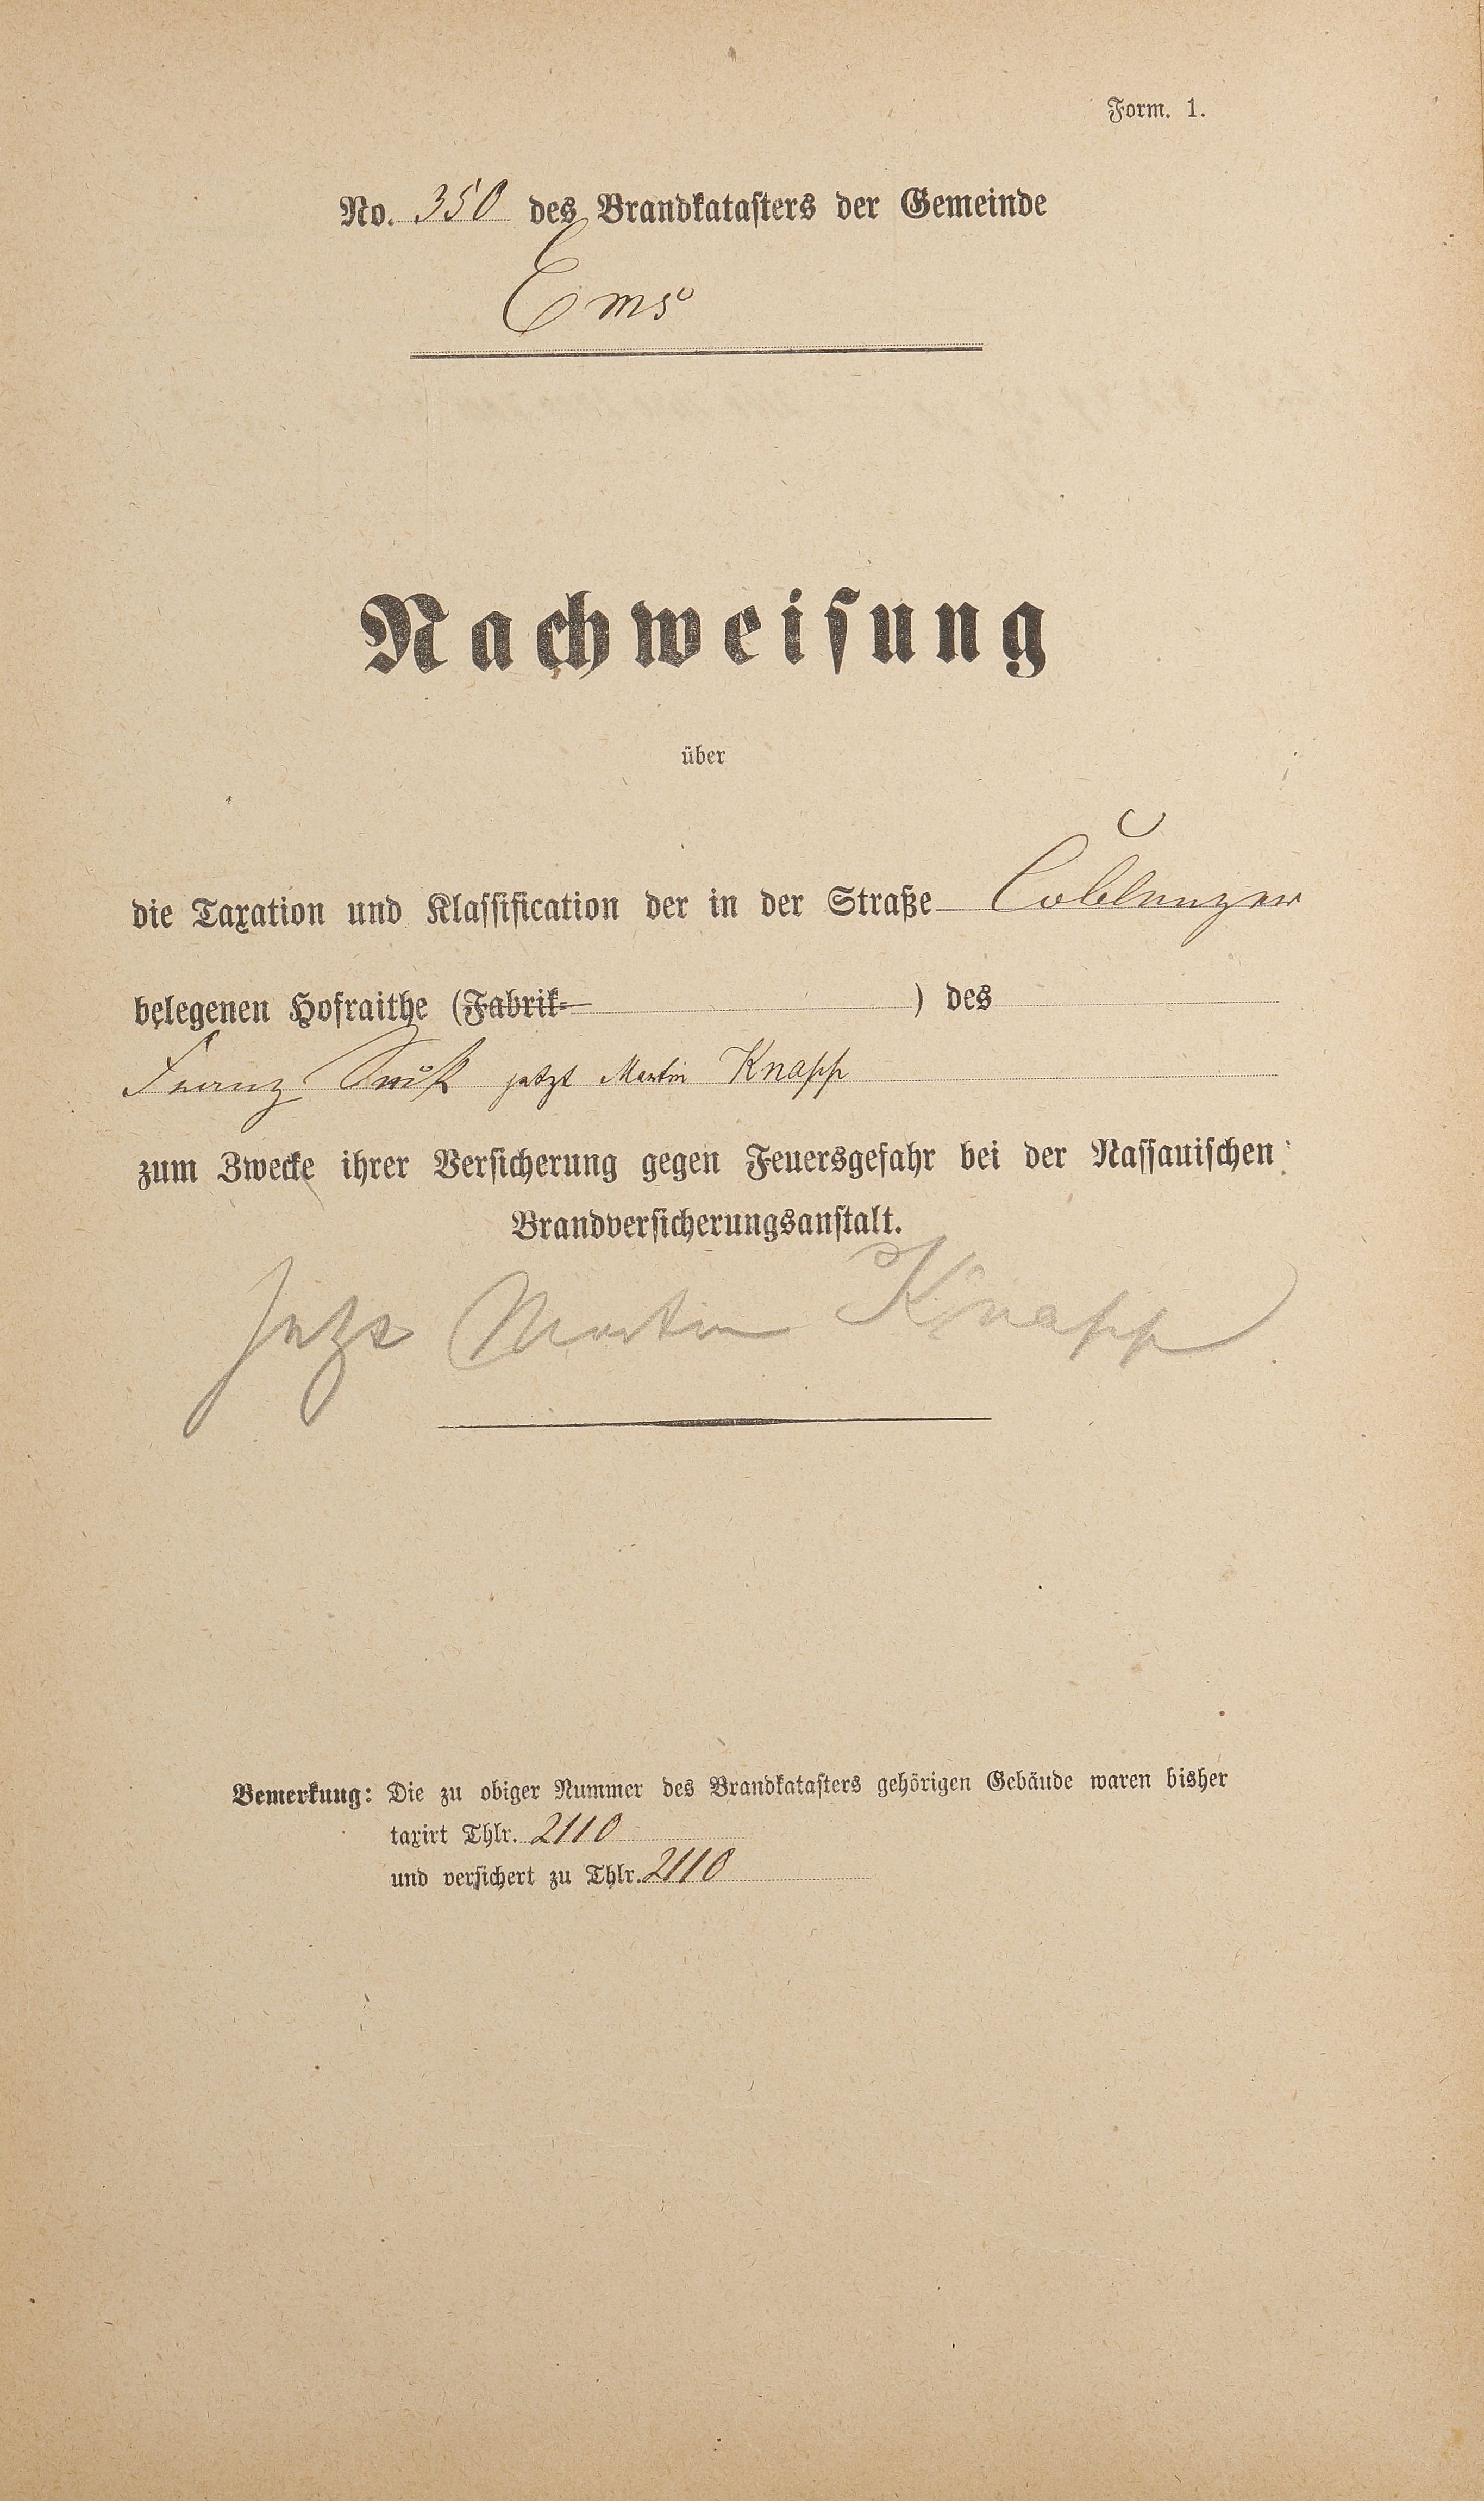 Form. 1.
No. 350 des Brandkatasters der Gemeinde
Ems
Nachweisung
über
die Taxation und Klassification der in der Straße Coblenzer
belegenen Hofraithe (Fabrik- ) des
Franz jetzt Martin Knapp
zum Zwecke ihrer Versicherung gegen Feuersgefahr bei der Nassauischen
Brandversicherungsanstalt.
Jetzt Martin Knapp
Bemerkung: Die zu obiger Nummer des Brandkatasters gehörigen Gebäude waren bisher
taxirt Thlr. 2110
und versichert zu Thlr. 2110